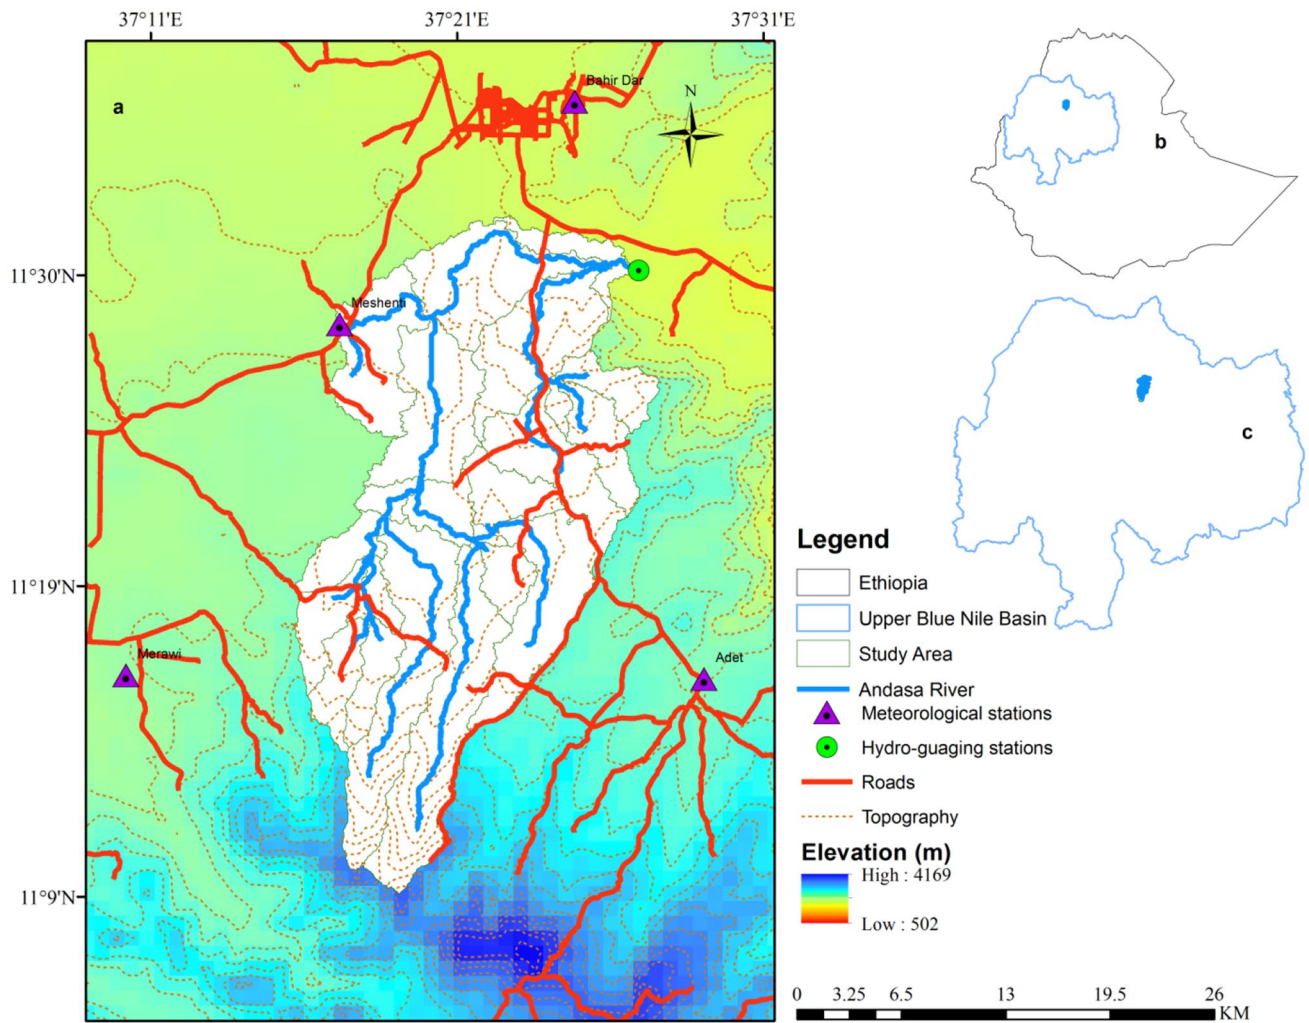 37°11'E 37°21'E 37°31'E
a
Bahir Dar
N
b
11°30'N
Meshenti
c
Legend
Ethiopia
11°19'N
Upper Blue Nile Basin
Study Area
Merawi
Adet
Andasa River
Meteorological stations
Hydro-guaging stations
Roads
Topography
Elevation (m)
High : 4169
11°9'N
Low : 502
0 3.25 6.5 13 19.5 26
KM